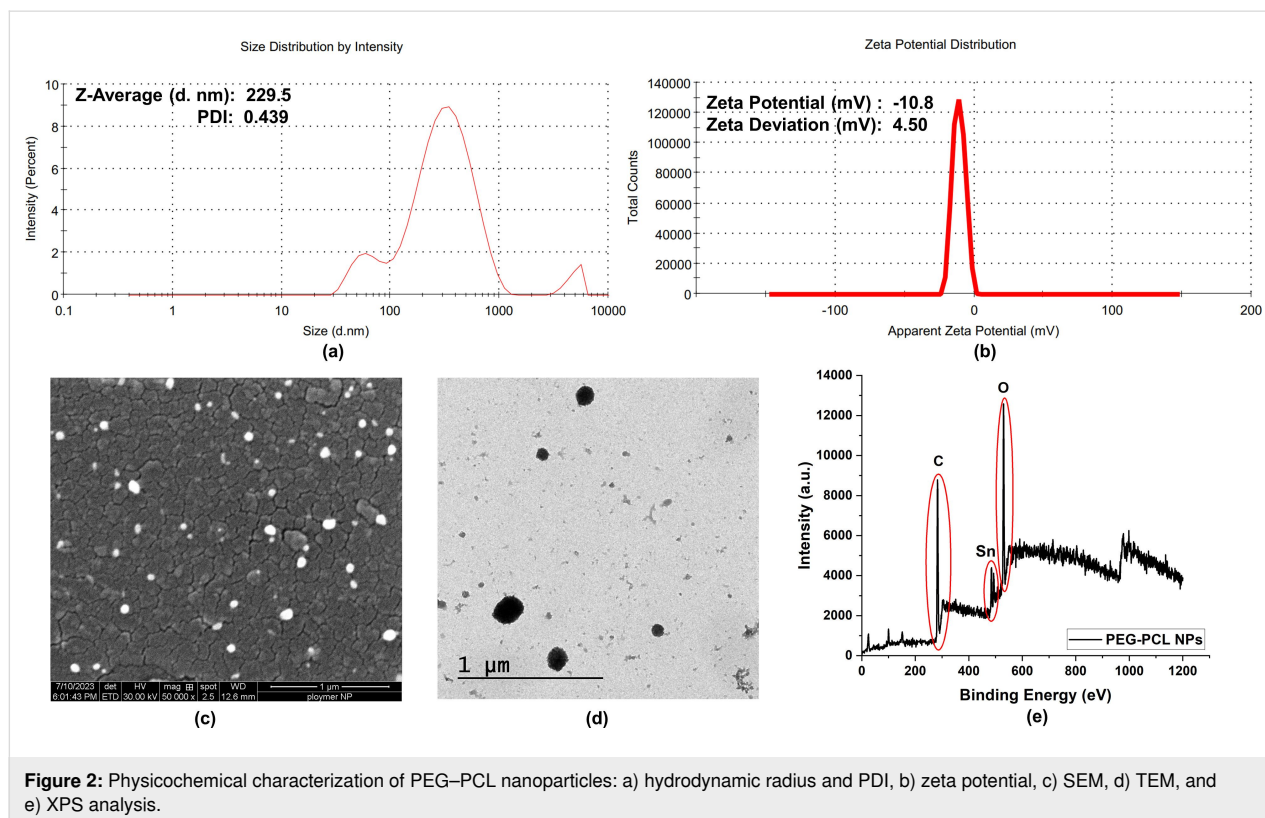 Size Distribution by Intensity
Z-Average (d. nm): 229.5
PDI: 0.439
10
8
6
4
2
0
Intensity (Percent)
0.1 1 10 100 1000 10000
Size (d.nm)
(a)
Zeta Potential Distribution
Zeta Potential (mV) : -10.8
Zeta Deviation (mV): 4.50
140000
120000
100000
80000
60000
40000
20000
0
Total Counts
-100 0 100 200
Apparent Zeta Potential (mV)
(b)
7/10/2023 det HV mag ⊞ spot WD 1 µm
6:01:43 PM ETD 30.00 kV 50 000 x 2.5 12.6 mm ploymer NP
(c)
1 µm
(d)
14000
12000
10000
8000
6000
4000
2000
0
Intensity (a.u.)
C
Sn
O
PEG-PCL NPs
0 200 400 600 800 1000 1200
Binding Energy (eV)
(e)
Figure 2: Physicochemical characterization of PEG–PCL nanoparticles: a) hydrodynamic radius and PDI, b) zeta potential, c) SEM, d) TEM, and
e) XPS analysis.